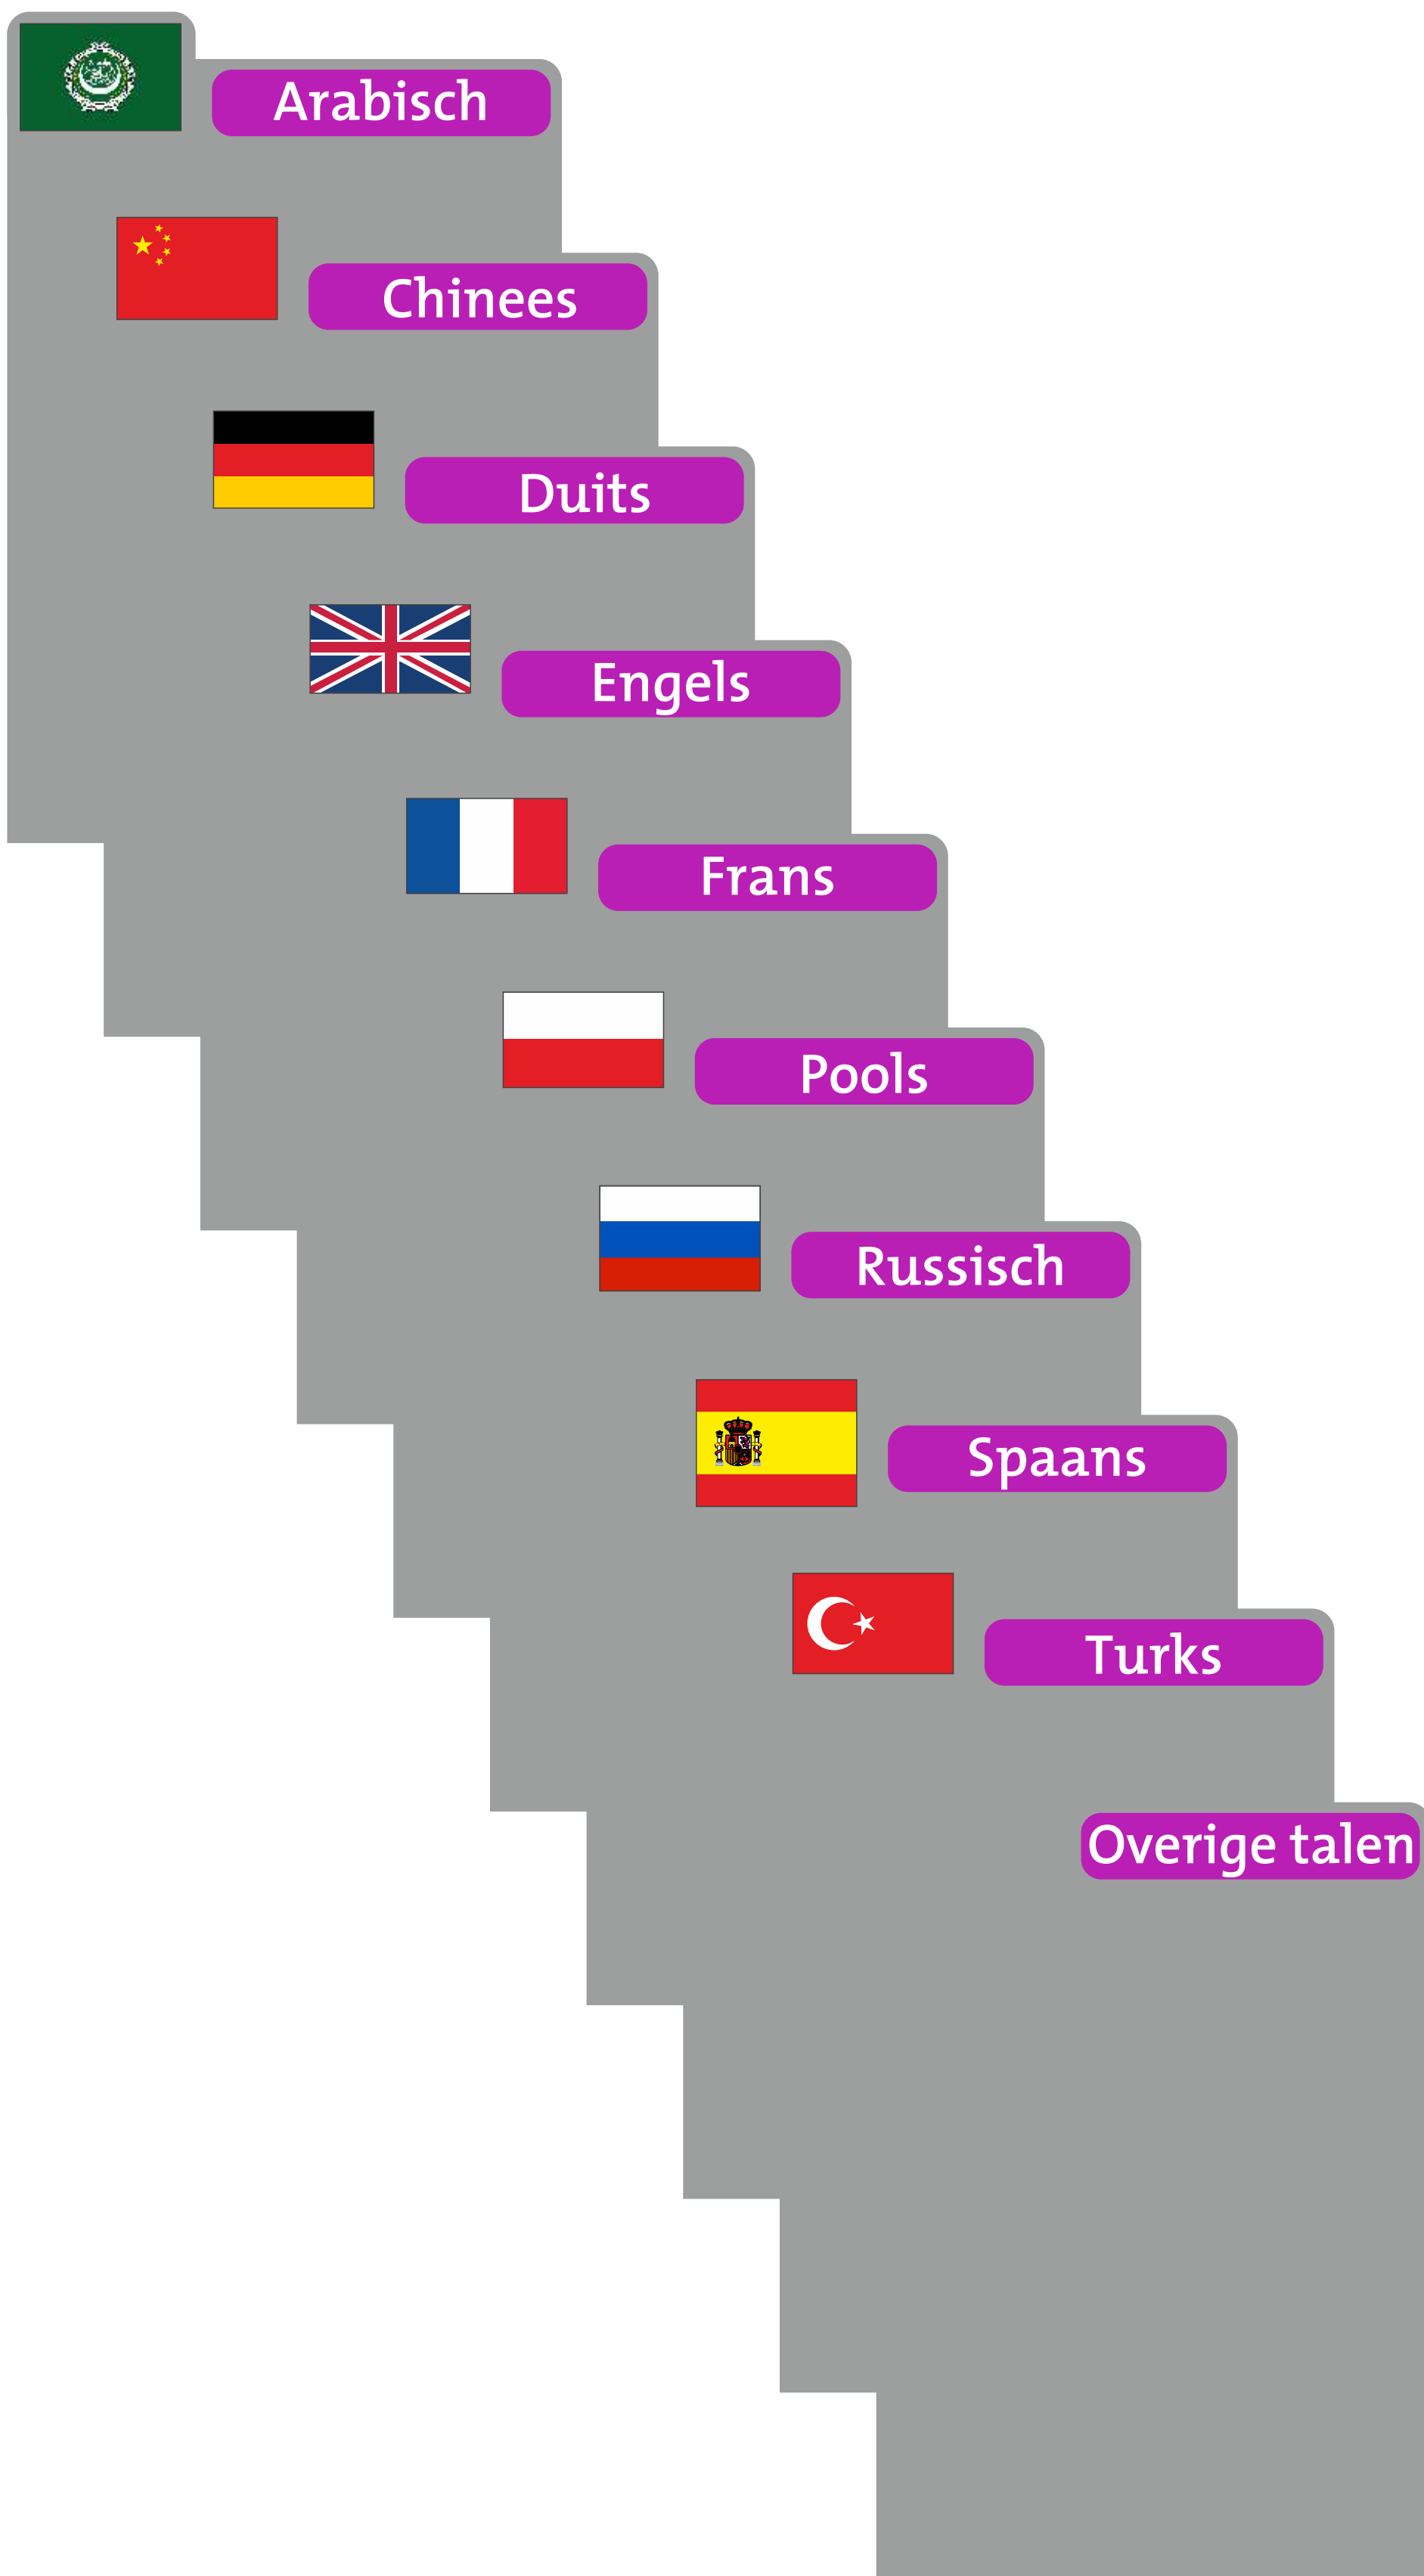 Arabisch
Chinees
Duits
Engels
Frans
Pools
Russisch
Spaans
Turks
Overige talen